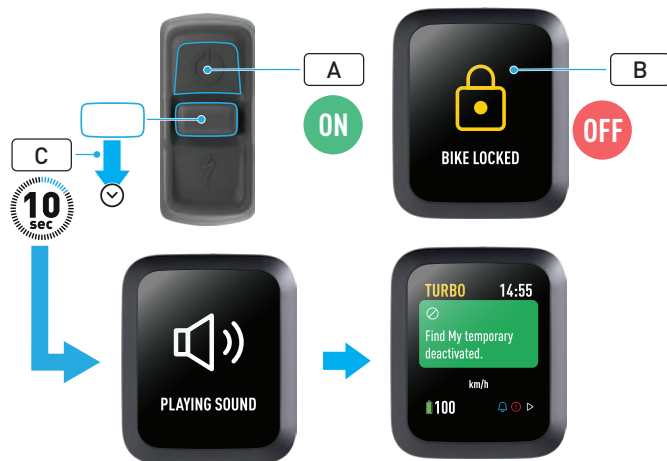 A
ON
B
OFF
BIKE LOCKED
C
10
sec
PLAYING SOUND
TURBO 14:55
Find My temporary
deactivated.
km/h
100